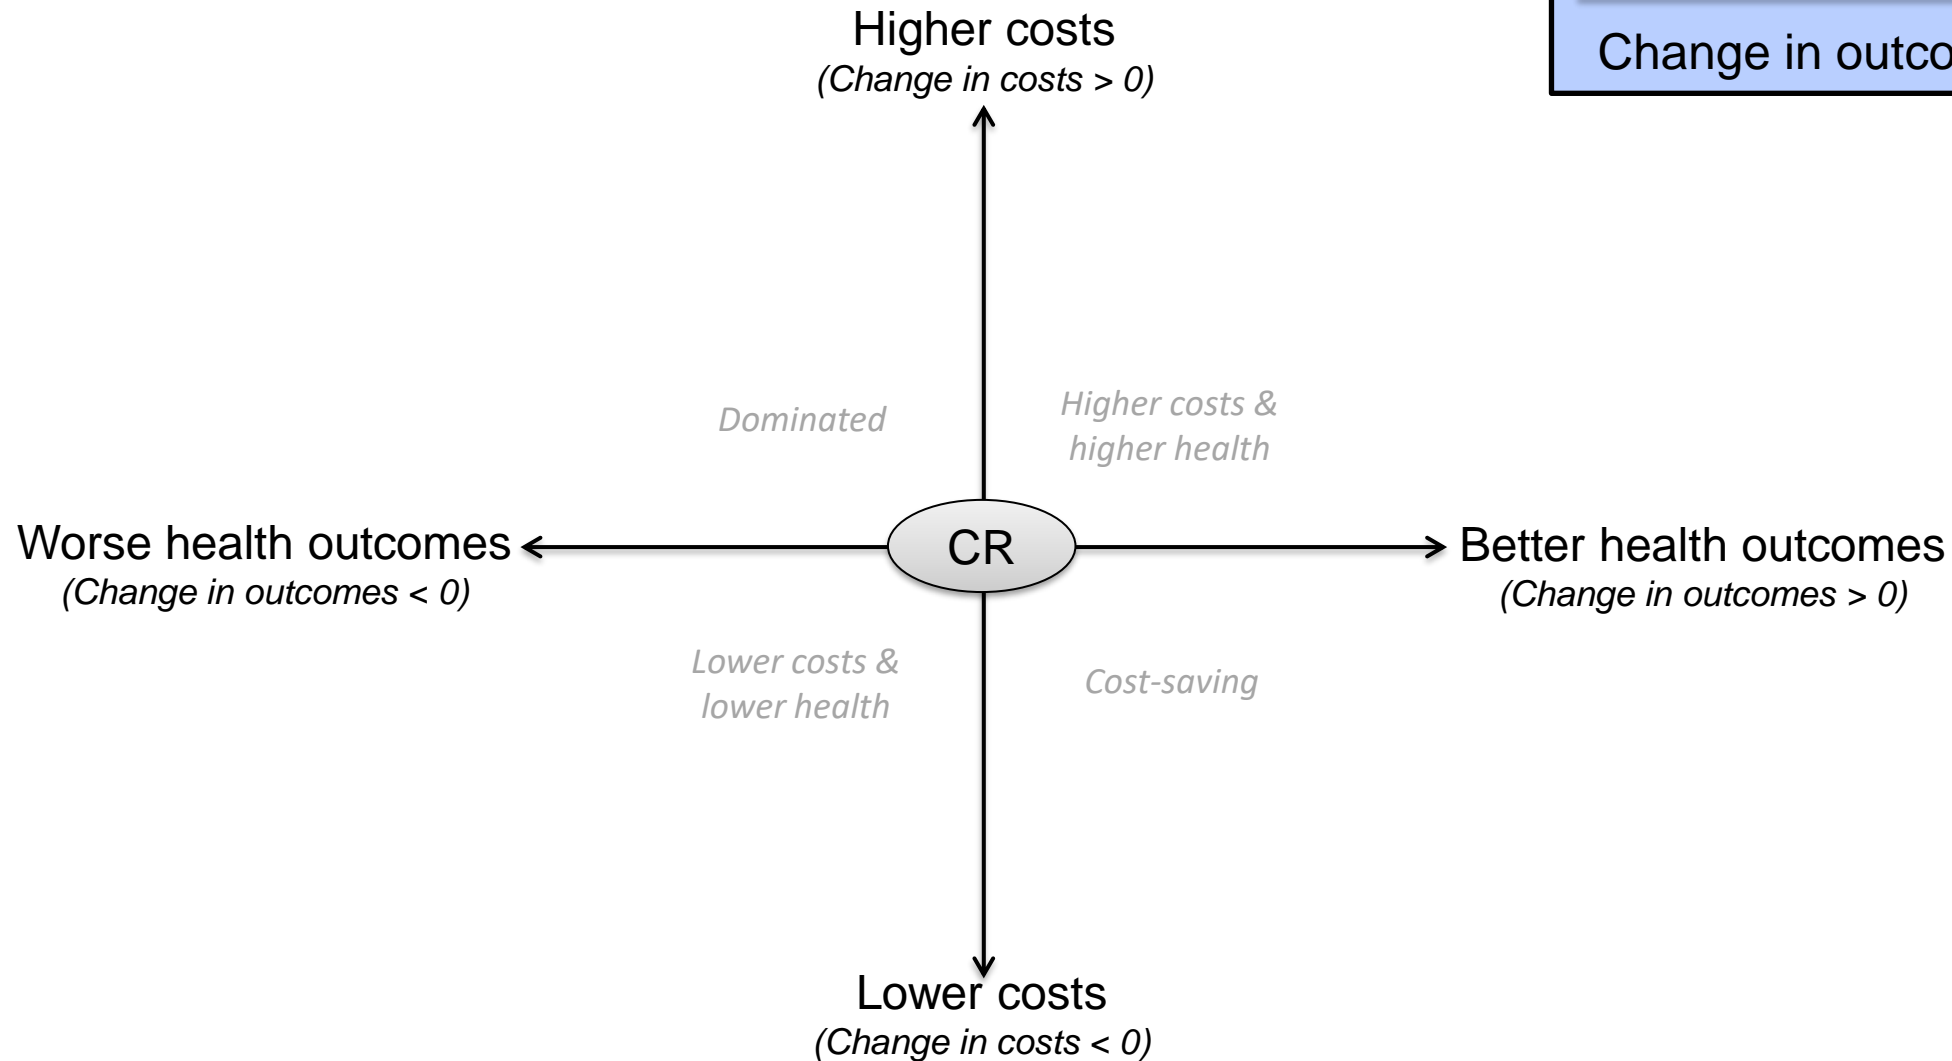 Higher costs
(Change in costs > 0)
Change in
Dominated
Higher costs &
higher health
Worse health outcomes
(Change in outcomes < 0)
CR
Better health outcomes
(Change in outcomes > 0)
Lower costs &
lower health
Cost-saving
Lower costs
(Change in costs < 0)